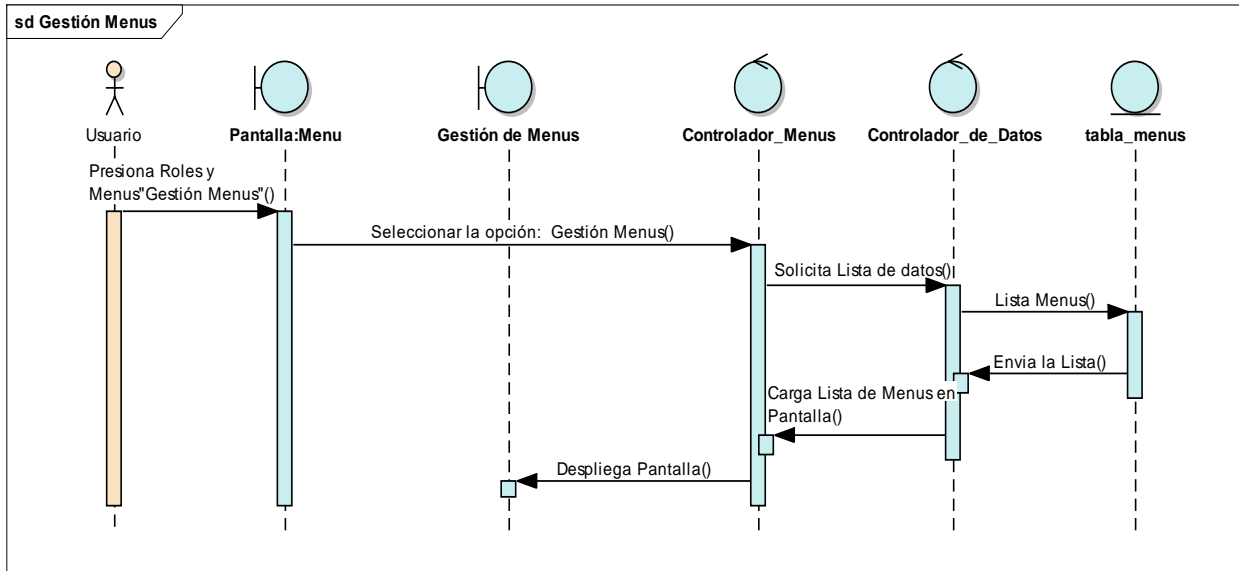 sd Gestión Menus
Usuario
Pantalla:Menu
Gestión de Menus
Controlador_Menus
Controlador_de_Datos
tabla_menus
Presiona Roles y
Menus"Gestión Menus"()
Seleccionar la opción: Gestión Menus()
Solicita Lista de datos()
Lista Menus()
Envia la Lista()
Carga Lista de Menus en
Pantalla()
Despliega Pantalla()